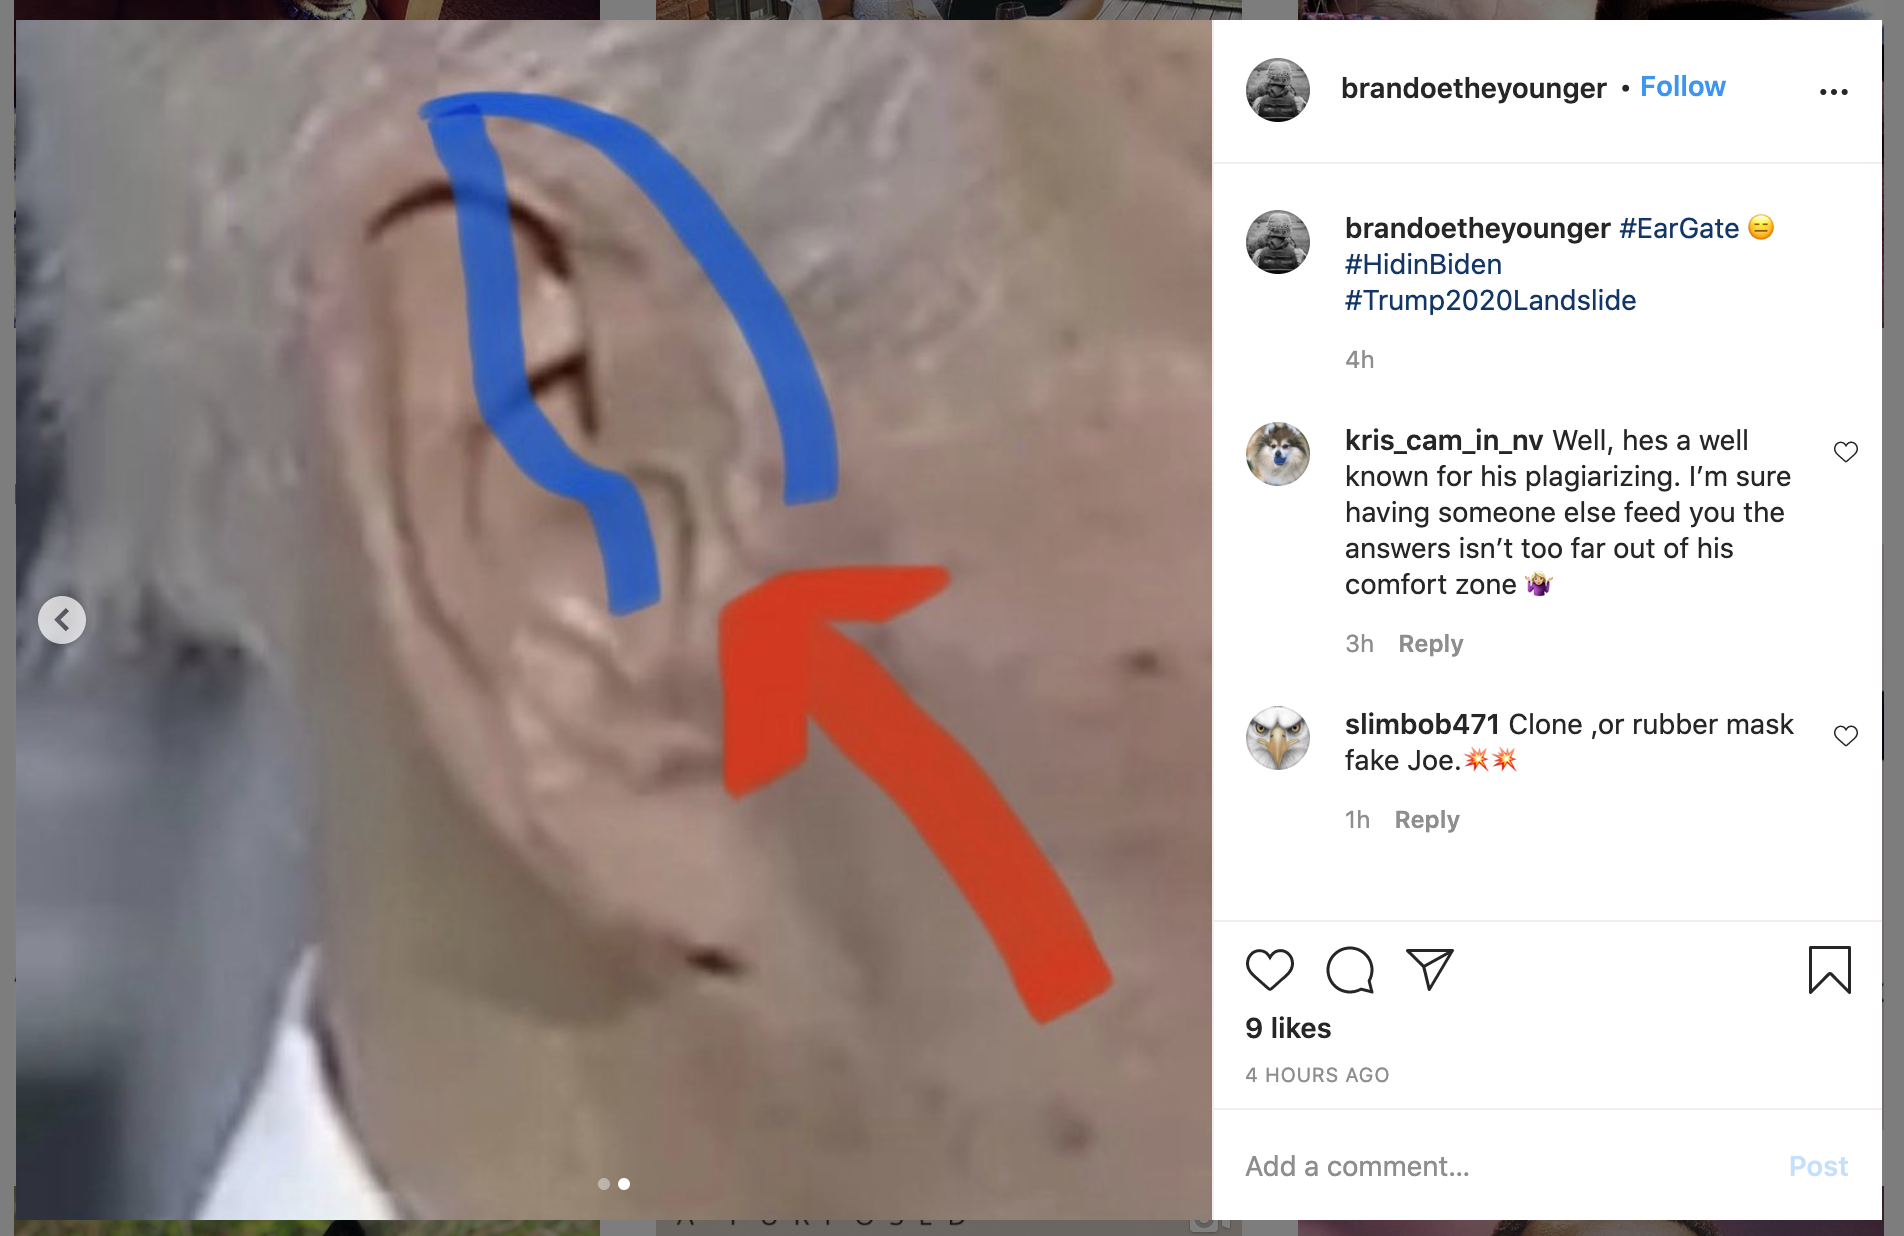 brandoetheyounger • Follow
brandoetheyounger #EarGate 😑
#HidinBiden
#Trump2020Landslide
4h
kris_cam_in_nv Well, hes a well
known for his plagiarizing. I’m sure
having someone else feed you the
answers isn’t too far out of his
comfort zone 🤷🏼‍♀️
3h Reply
slimbob471 Clone ,or rubber mask
fake Joe.💥💥
1h Reply
9 likes
4 HOURS AGO
Add a comment... Post